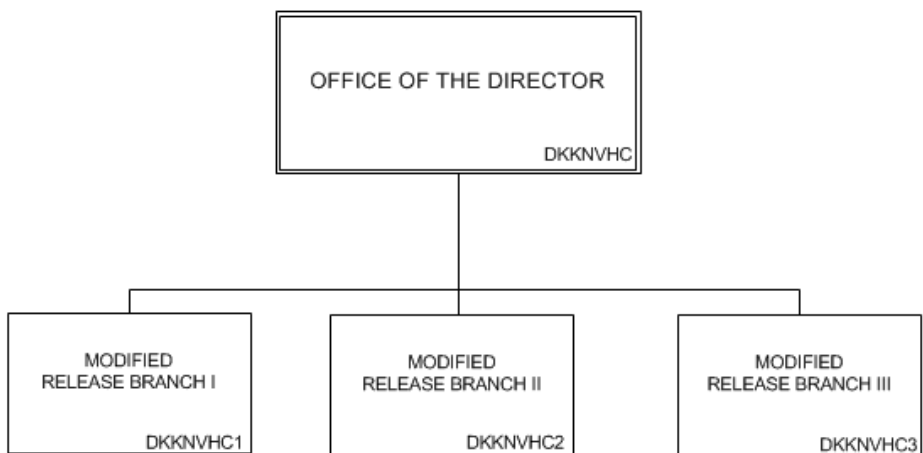 OFFICE OF THE DIRECTOR
DKKNVHC
MODIFIED
RELEASE BRANCH I
DKKNVHC1
MODIFIED
RELEASE BRANCH II
DKKNVHC2
MODIFIED
RELEASE BRANCH III
DKKNVHC3